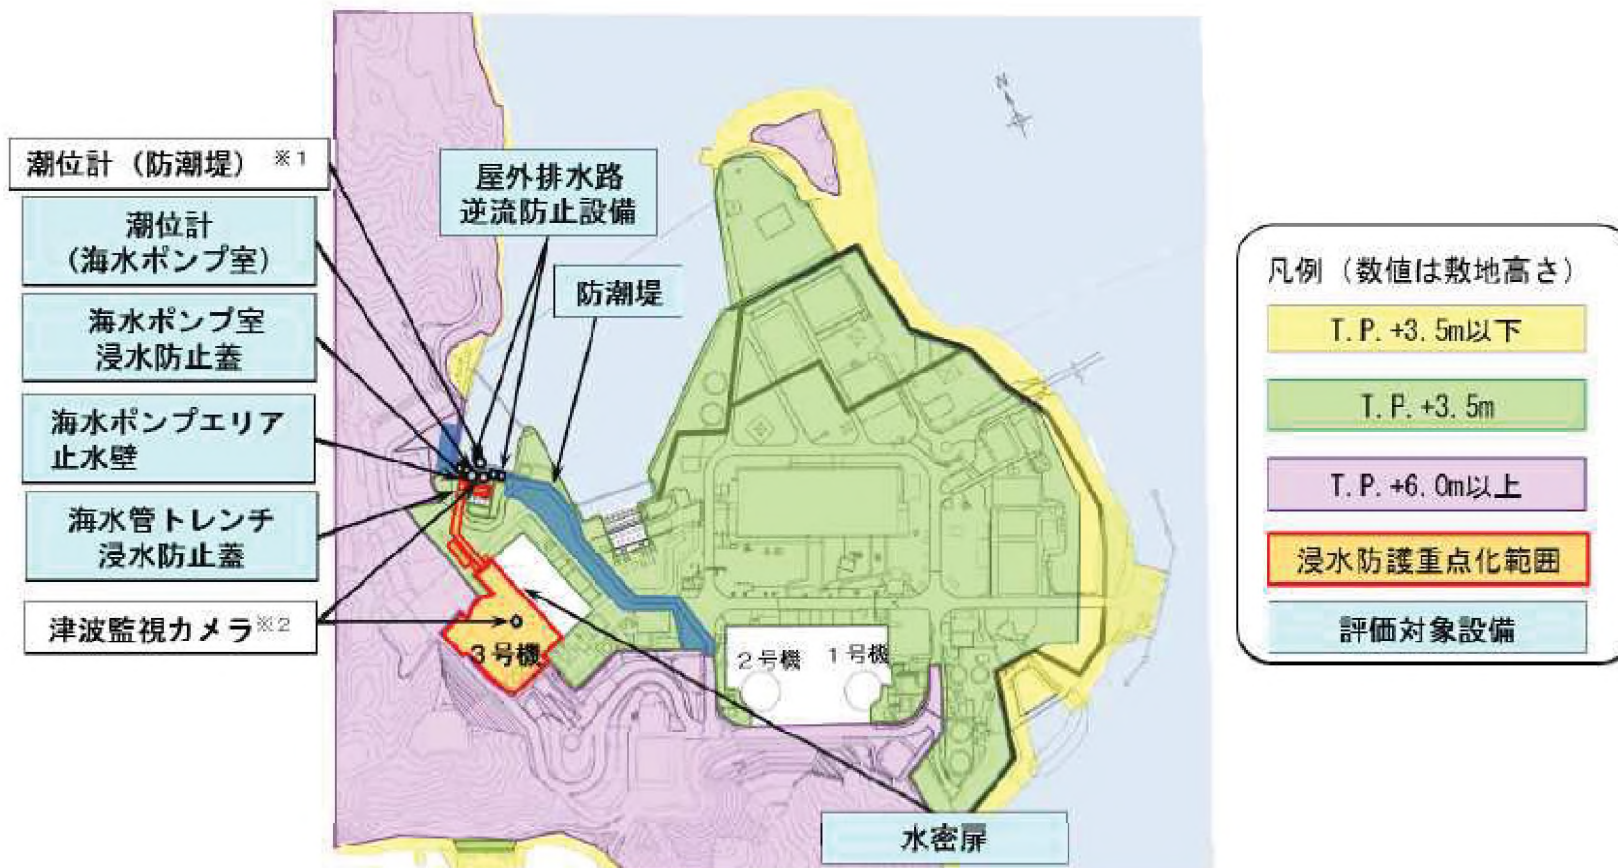 N
潮位計（防潮堤） ※1
潮位計
（海水ポンプ室）
海水ポンプ室
浸水防止蓋
海水ポンプエリア
止水壁
海水管トレンチ
浸水防止蓋
津波監視カメラ※2
屋外排水路
逆流防止設備
防潮堤
3号機
2号機
1号機
水密扉
凡例（数値は敷地高さ）
T.P.+3.5m以下
T.P.+3.5m
T.P.+6.0m以上
浸水防護重点化範囲
評価対象設備